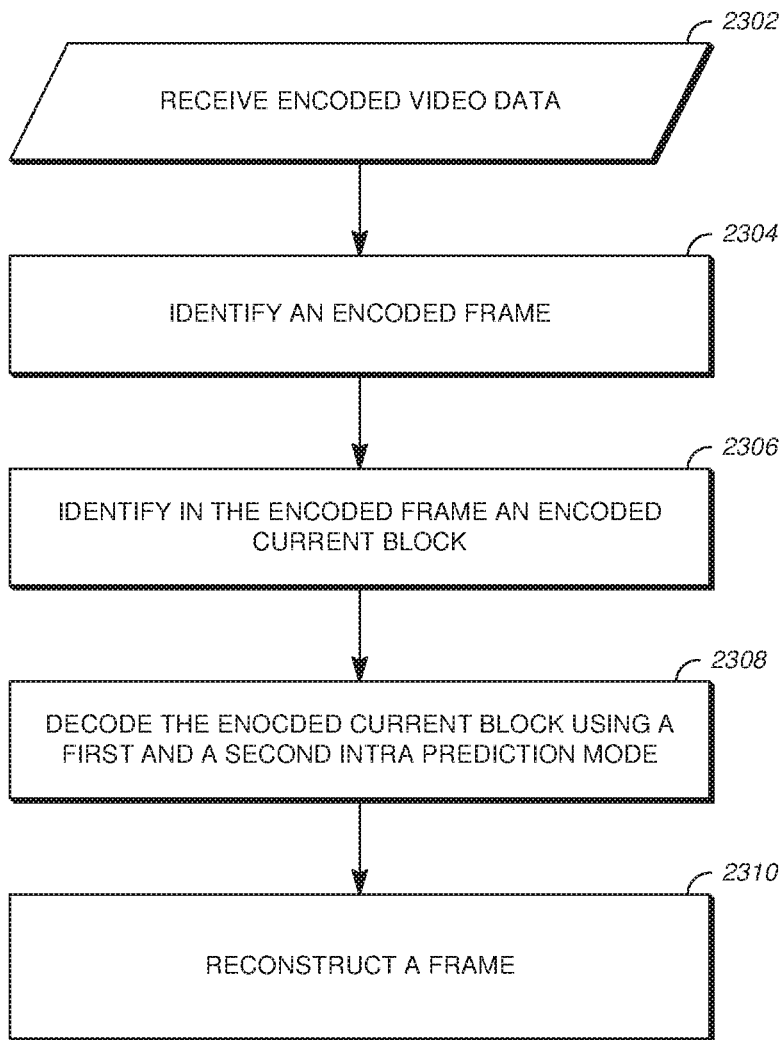 2302
RECEIVE ENCODED VIDEO DATA
2304
IDENTIFY AN ENCODED FRAME
2306
IDENTIFY IN THE ENCODED FRAME AN ENCODED
CURRENT BLOCK
2308
DECODE THE ENOCDED CURRENT BLOCK USING A
FIRST AND A SECOND INTRA PREDICTION MODE
2310
RECONSTRUCT A FRAME